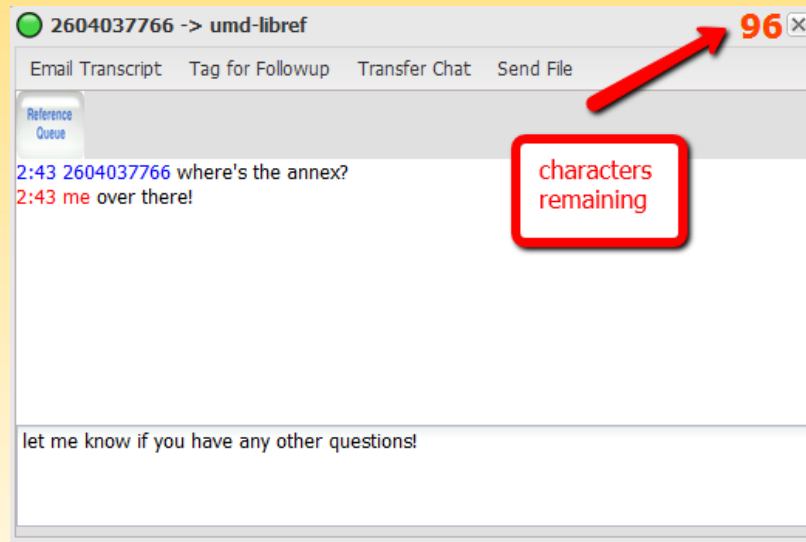 2604037766 -> umd-libref 96
Email Transcript Tag for Followup Transfer Chat Send File
Reference
Queue
2:43 2604037766 where's the annex?
2:43 me over there!
characters
remaining
let me know if you have any other questions!